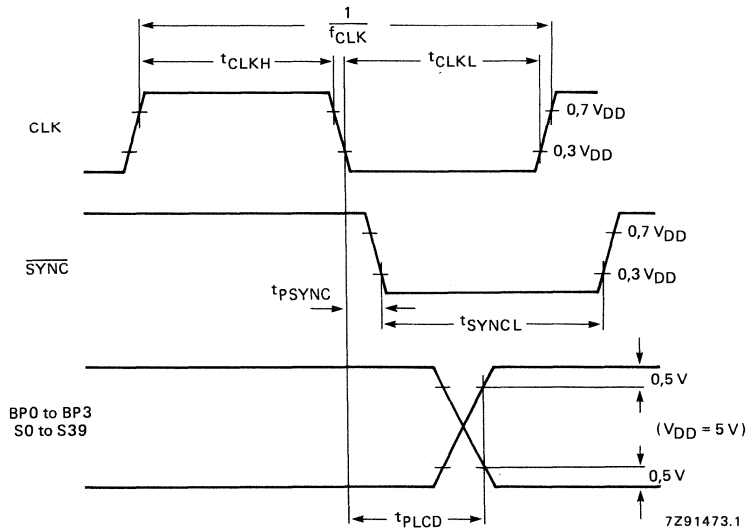 1
fCLK
tCLKH
tCLKL
CLK
0,7 VDD
0,3 VDD
SYNC
0,7 VDD
0,3 VDD
tPSYNC
tSYNCL
BP0 to BP3
S0 to S39
0,5 V
(VDD = 5 V)
0,5 V
tPLCD
7Z91473.1